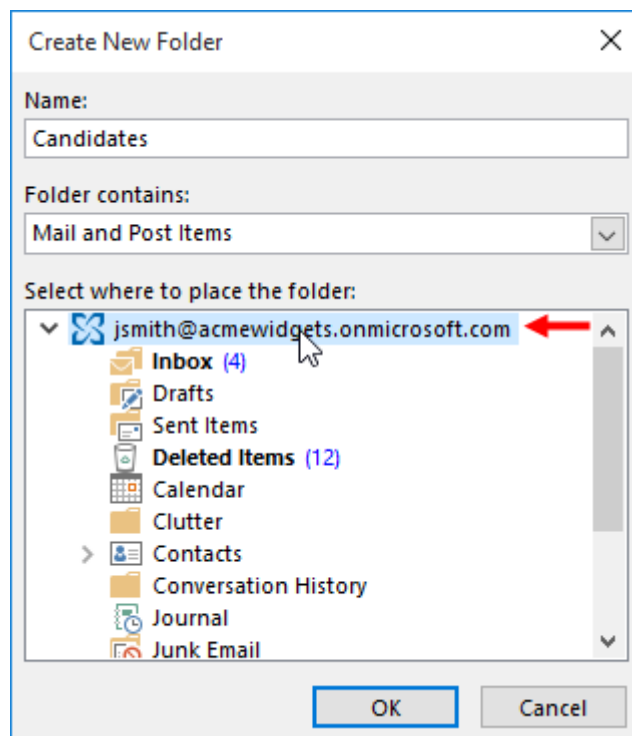 Create New Folder
Name:
Candidates
Folder contains:
Mail and Post Items
Select where to place the folder:
jsmith@acmewidgets.onmicrosoft.com
Inbox (4)
Drafts
Sent Items
Deleted Items (12)
Calendar
Clutter
Contacts
Conversation History
Journal
Junk Email
OK Cancel